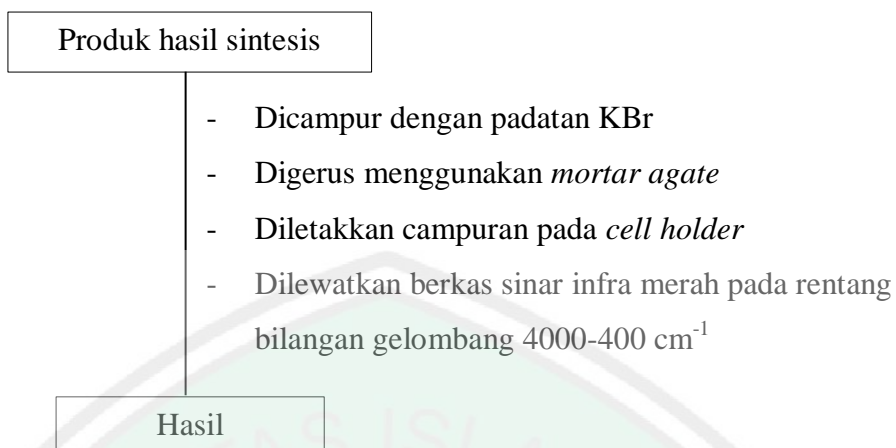 Produk hasil sintesis
- Dicampur dengan padatan KBr
- Digerus menggunakan mortar agate
- Diletakkan campuran pada cell holder
- Dilewatkan berkas sinar infra merah pada rentang
bilangan gelombang 4000-400 cm⁻¹
Hasil